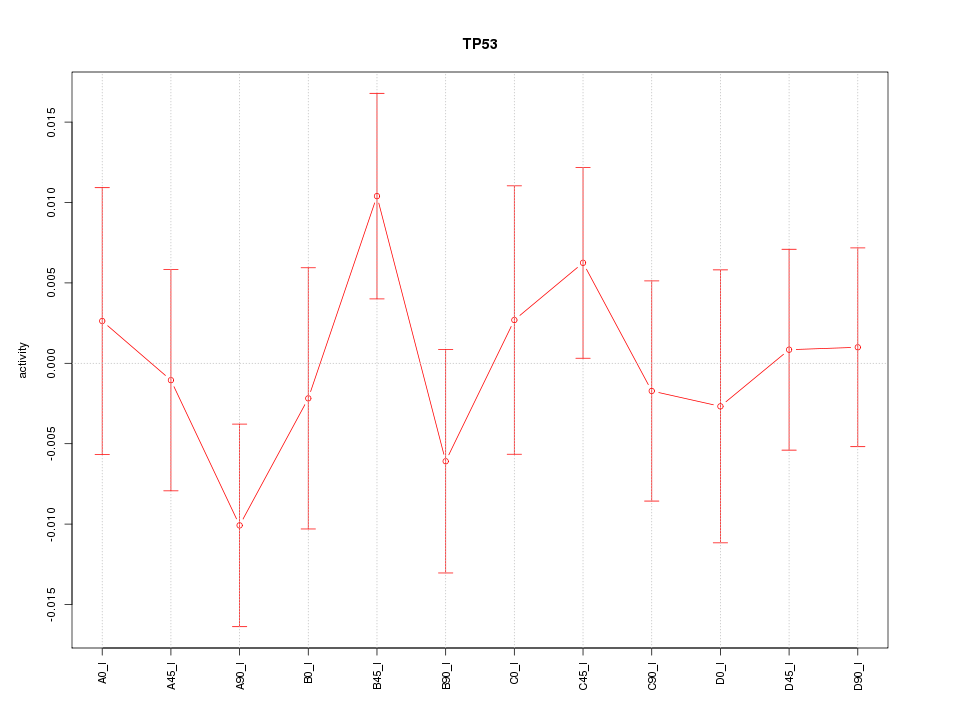 TP53
activity
0.015
0.010
0.005
0.000
-0.005
-0.010
-0.015
A0_I
A45_I
A90_I
B0_I
B45_I
B90_I
C0_I
C45_I
C90_I
D0_I
D45_I
D90_I